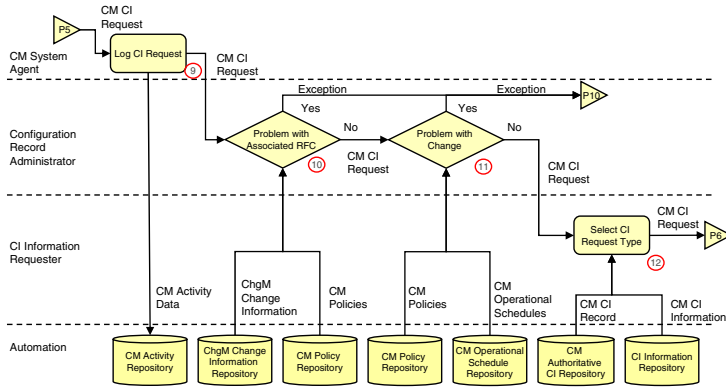 CM CI
Request
P5
Log CI Request
9
CM System
Agent
CM CI
Request
Exception
Exception
P10
Yes
Yes
Configuration
Record
Administrator
Problem with
Associated RFC
10
No
CM CI
Request
Problem with
Change
11
No
CM CI
Request
CI Information
Requester
Select CI
Request Type
12
CM CI
Request
P6
CM Activity
Data
ChgM
Change
Information
CM
Policies
CM
Policies
CM
Operational
Schedules
CM CI
Record
CM CI
Information
Automation
CM Activity
Repository
ChgM Change
Information
Repository
CM Policy
Repository
CM Policy
Repository
CM Operational
Schedule
Repository
CM
Authoritative
CI Repository
CI Information
Repository